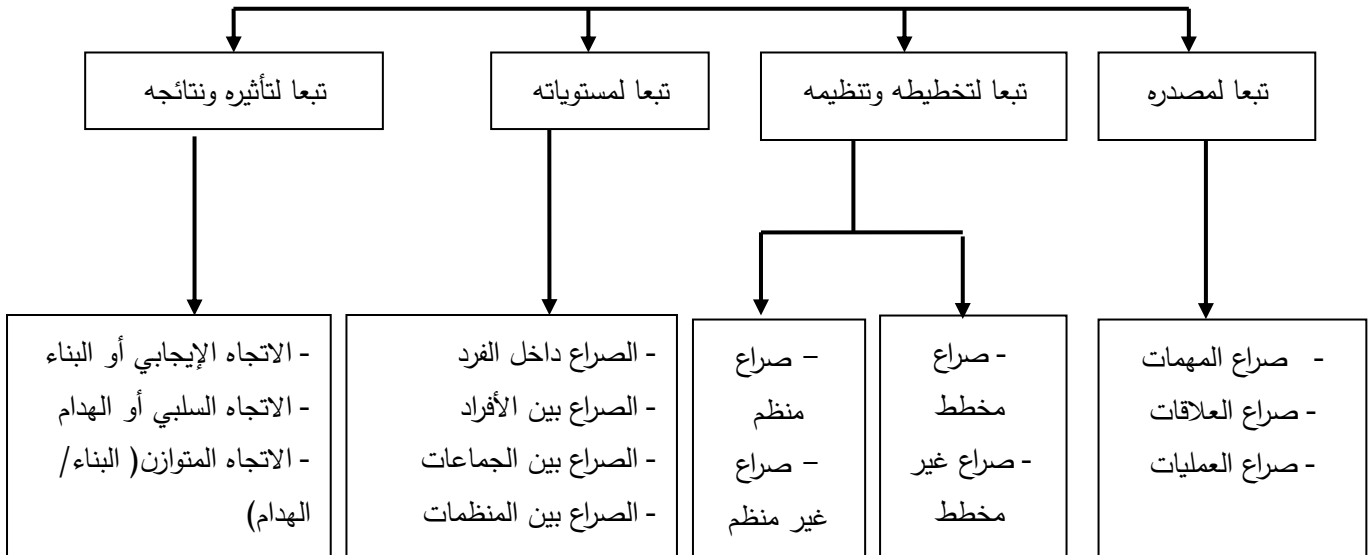 تبعا لمصدره
تبعا لتخطيطه وتنظيمه
تبعا لمستوياته
تبعا لتأثيره ونتائجه
- صراع المهمات
- صراع العلاقات
- صراع العمليات
- صراع
مخطط
- صراع غير
مخطط
– صراع
منظم
– صراع
غير منظم
- الصراع داخل الفرد
- الصراع بين الأفراد
- الصراع بين الجماعات
- الصراع بين المنظمات
- الاتجاه الإيجابي أو البناء
- الاتجاه السلبي أو الهدام
- الاتجاه المتوازن( البناء/
الهدام)